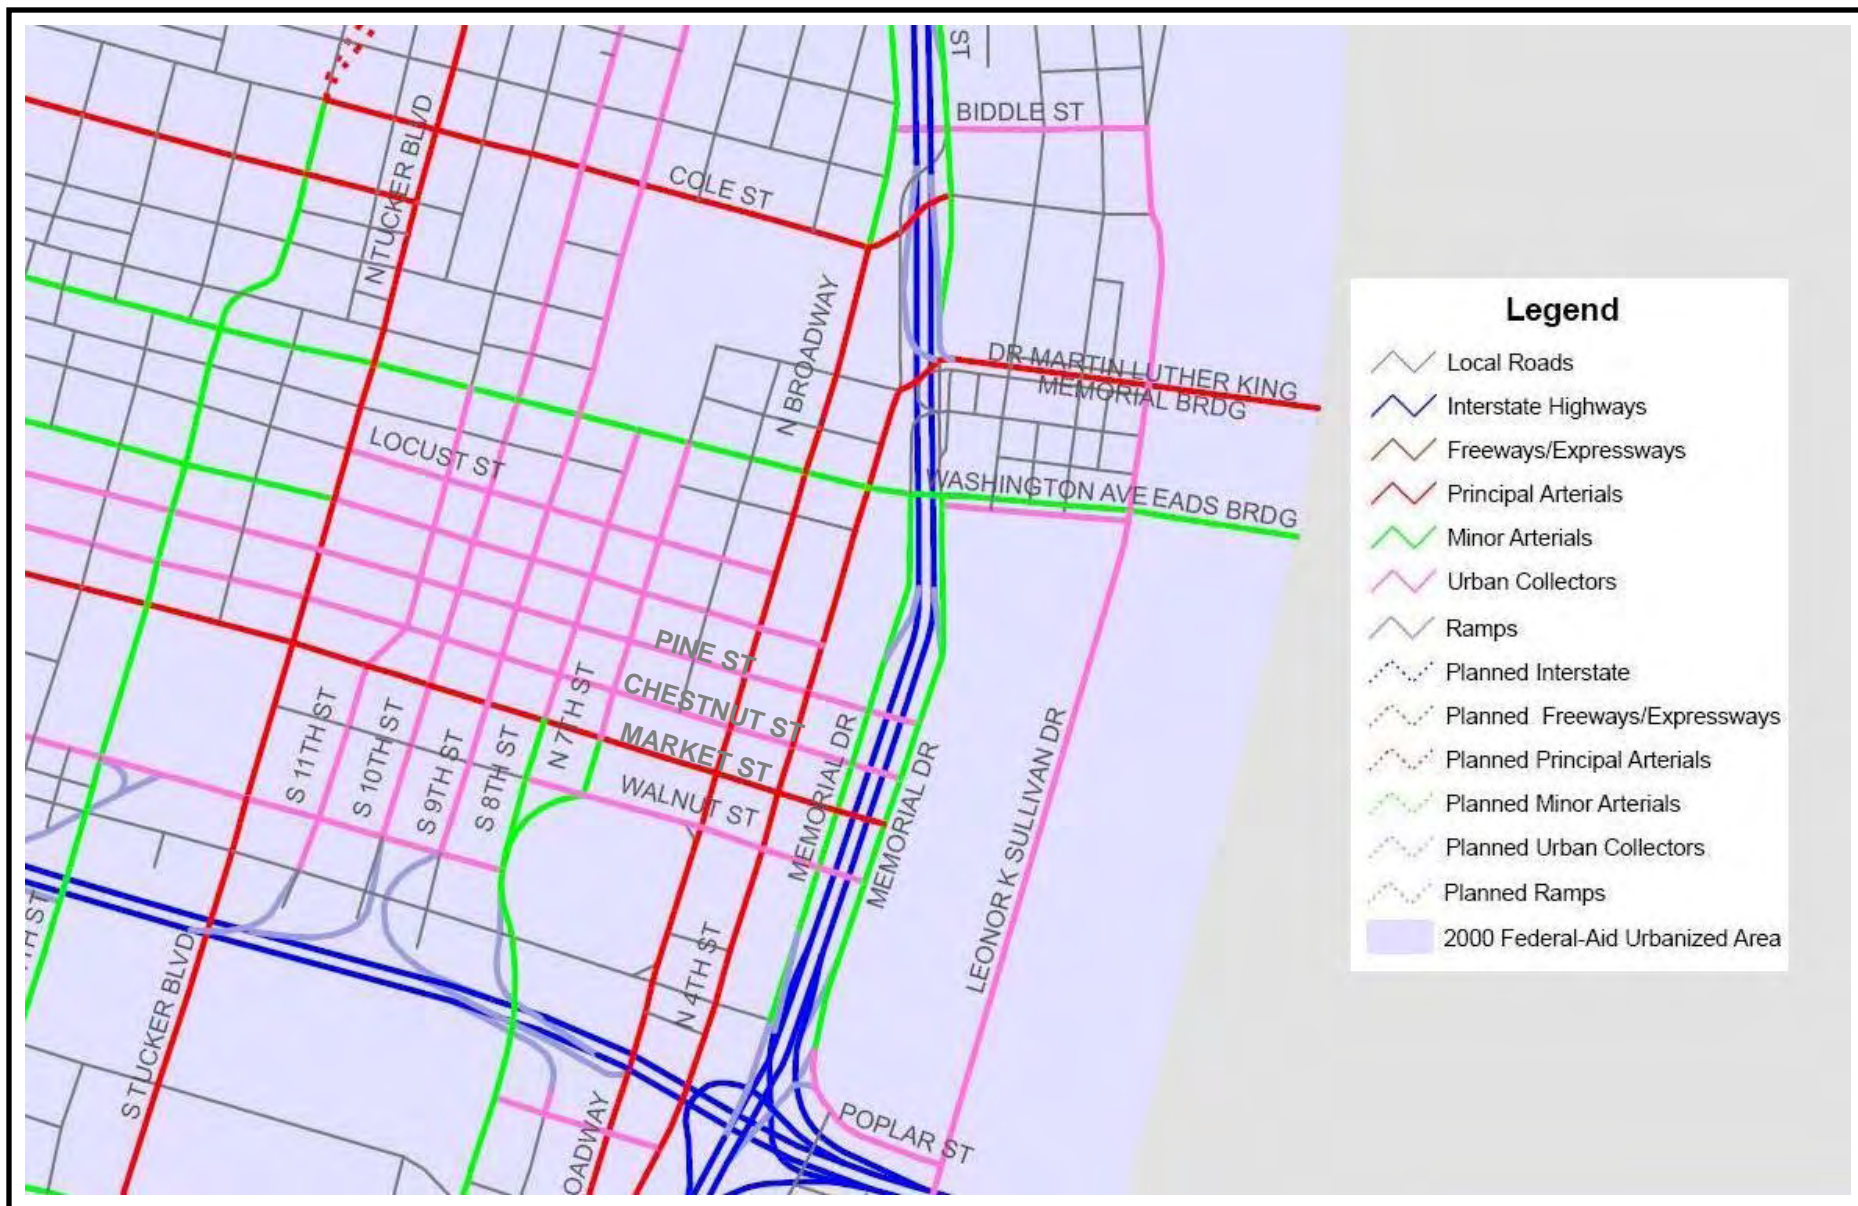 ST
BIDDLE ST
N TUCKER BLVD
COLE ST
N BROADWAY
DR MARTIN LUTHER KING
MEMORIAL BRDG
LOCUST ST
WASHINGTON AVE EADS BRDG
PINE ST
CHESTNUT ST
MARKET ST
WALNUT ST
N 7TH ST
S 11TH ST
S 10TH ST
S 9TH ST
S 8TH ST
MEMORIAL DR
MEMORIAL DR
LEONOR K SULLIVAN DR
TH ST
S TUCKER BLVD
N 4TH ST
OADWAY
POPLAR ST
Legend
Local Roads
Interstate Highways
Freeways/Expressways
Principal Arterials
Minor Arterials
Urban Collectors
Ramps
Planned Interstate
Planned Freeways/Expressways
Planned Principal Arterials
Planned Minor Arterials
Planned Urban Collectors
Planned Ramps
2000 Federal-Aid Urbanized Area